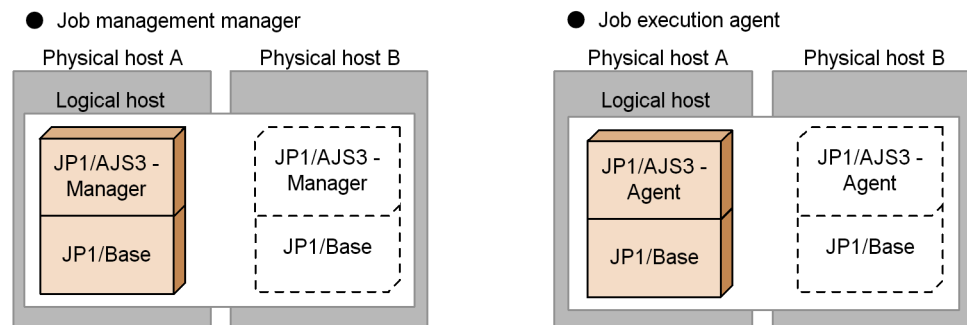 ● Job management manager
Physical host A
Physical host B
Logical host
JP1/AJS3 -
Manager
JP1/Base
JP1/AJS3 -
Manager
JP1/Base
● Job execution agent
Physical host A
Physical host B
Logical host
JP1/AJS3 -
Agent
JP1/Base
JP1/AJS3 -
Agent
JP1/Base